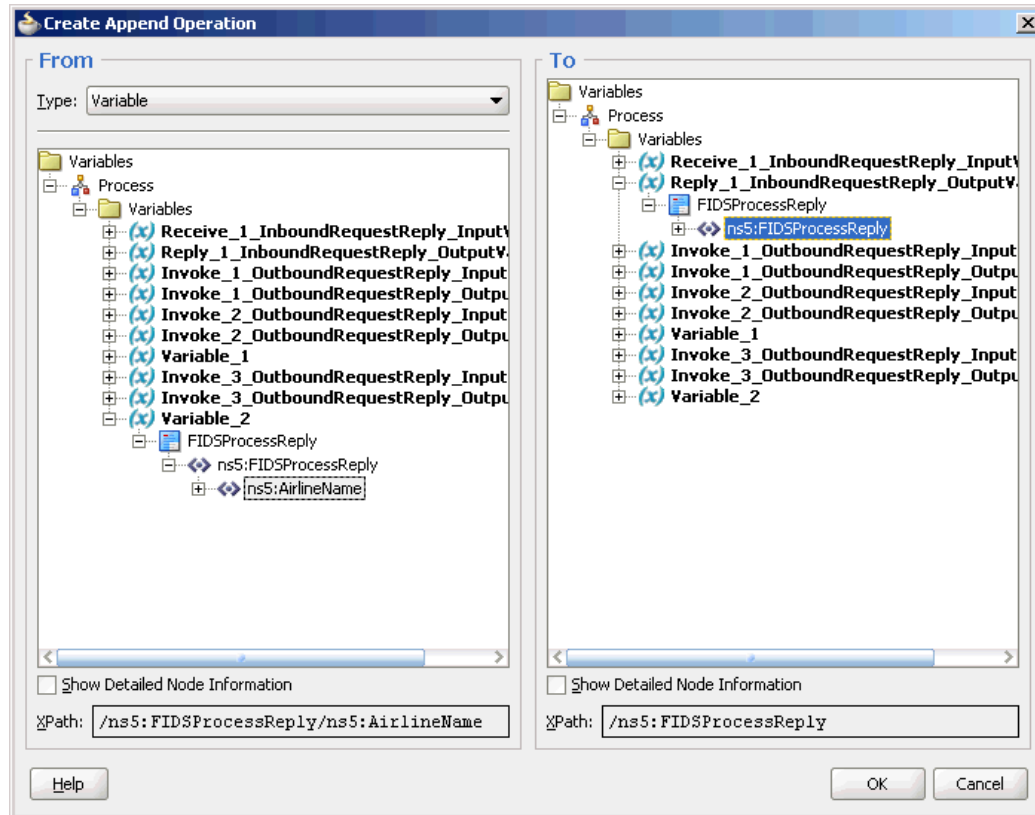 Create Append Operation
From
Type: Variable
Variables
Process
Variables
Receive_1_InboundRequestReply_InputV
Reply_1_InboundRequestReply_OutputV.
Invoke_1_OutboundRequestReply_Input
Invoke_1_OutboundRequestReply_Outpu
Invoke_2_OutboundRequestReply_Input
Invoke_2_OutboundRequestReply_Outpu
Variable_1
Invoke_3_OutboundRequestReply_Input
Invoke_3_OutboundRequestReply_Outpu
Variable_2
FIDSProcessReply
ns5:FIDSProcessReply
ns5:AirlineName
Show Detailed Node Information
XPath: /ns5:FIDSProcessReply/ns5:AirlineName
To
Variables
Process
Variables
Receive_1_InboundRequestReply_InputV
Reply_1_InboundRequestReply_OutputV.
FIDSProcessReply
ns5:FIDSProcessReply
Invoke_1_OutboundRequestReply_Input
Invoke_1_OutboundRequestReply_Outpu
Invoke_2_OutboundRequestReply_Input
Invoke_2_OutboundRequestReply_Outpu
Variable_1
Invoke_3_OutboundRequestReply_Input
Invoke_3_OutboundRequestReply_Outpu
Variable_2
Show Detailed Node Information
XPath: /ns5:FIDSProcessReply
Help
OK
Cancel